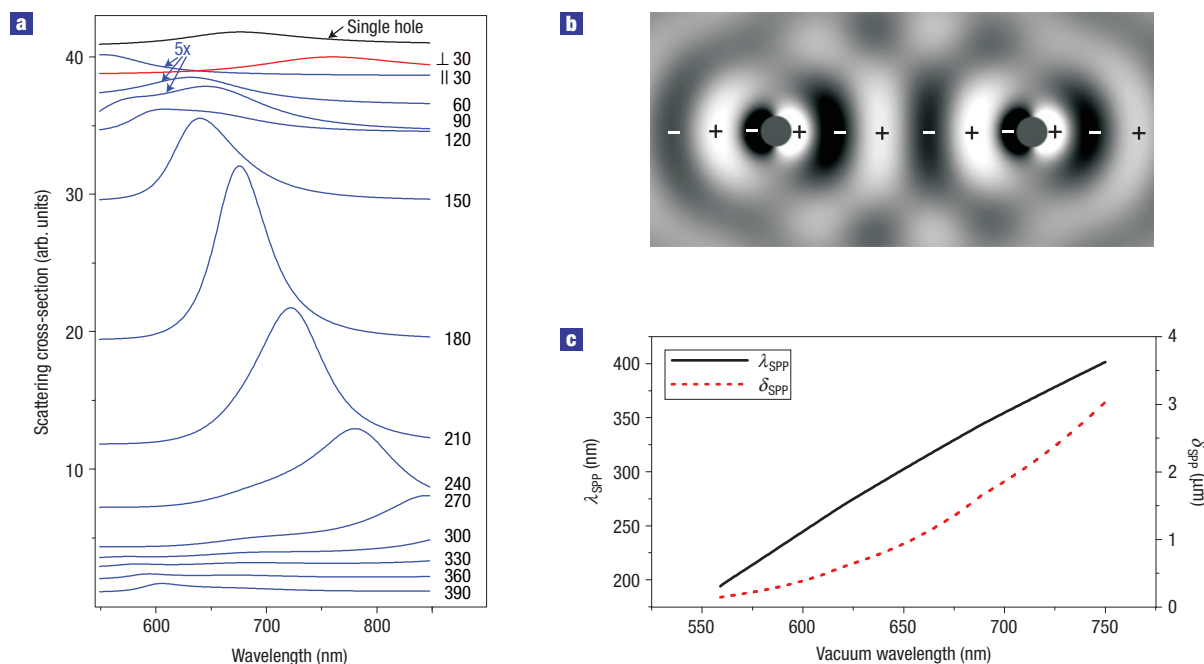 a
Single hole
5x
⊥ 30
|| 30
60
90
120
150
180
210
240
270
300
330
360
390
40
30
20
10
Scattering cross-section (arb. units)
600 700 800
Wavelength (nm)
b
− + − + − + − + − + − +
c
λSPP
δSPP
400
350
300
250
200
λSPP (nm)
4
3
2
1
0
δSPP (μm)
550 600 650 700 750
Vacuum wavelength (nm)